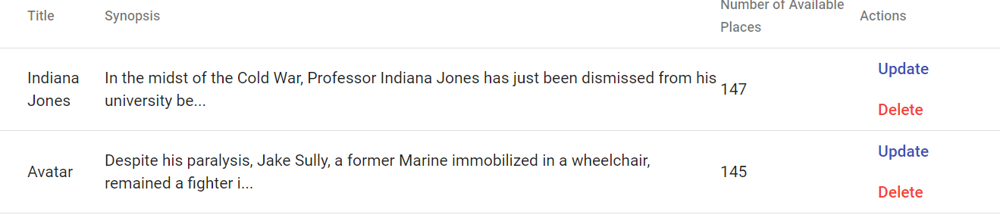 Title
Synopsis
Number of Available
Places
Actions
Indiana
Jones
In the midst of the Cold War, Professor Indiana Jones has just been dismissed from his
university be...
147
Update
Delete
Avatar
Despite his paralysis, Jake Sully, a former Marine immobilized in a wheelchair,
remained a fighter i...
145
Update
Delete